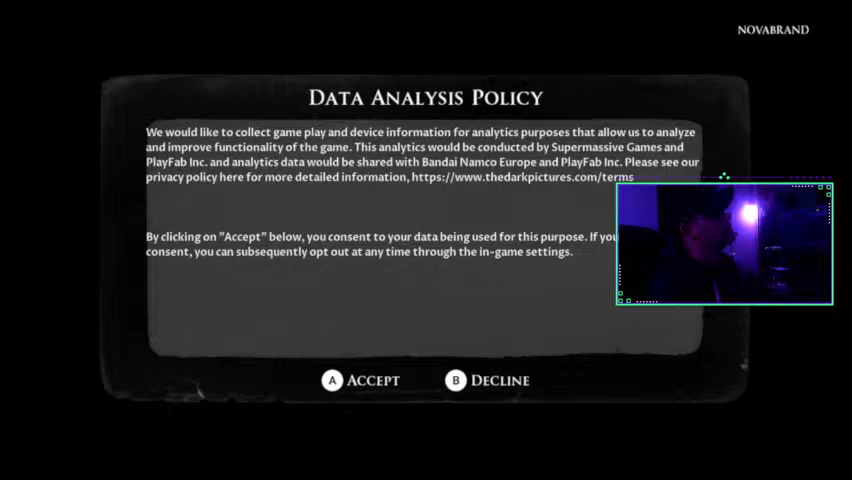 NOVABRAND
DATA ANALYSIS POLICY
We would like to collect game play and device information for analytics purposes that allow us to analyze
and improve functionality of the game. This analytics would be conducted by Supermassive Games and
PlayFab Inc. and analytics data would be shared with Bandai Namco Europe and PlayFab Inc. Please see our
privacy policy here for more detailed information, https://www.thedarkpictures.com/terms
By clicking on "Accept" below, you consent to your data being used for this purpose. If you
consent, you can subsequently opt out at any time through the in-game settings.
A ACCEPT
B DECLINE